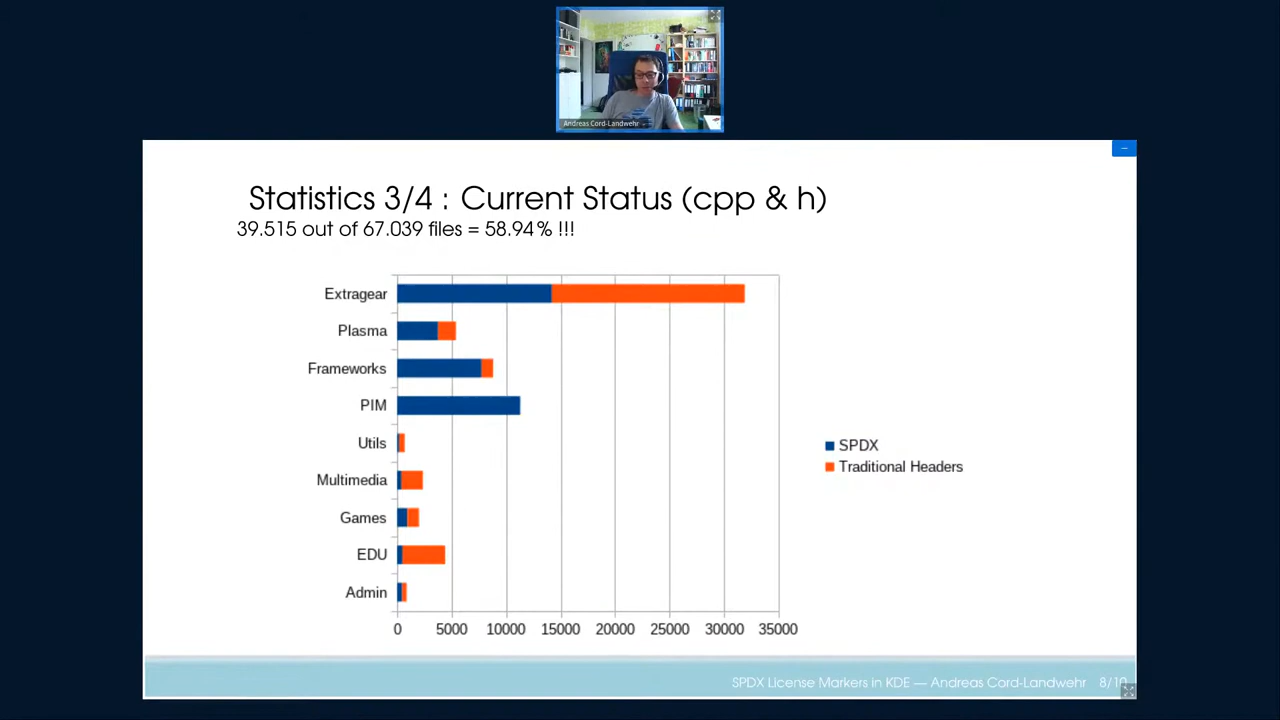 Andreas Cord-Landwehr
Statistics 3/4 : Current Status (cpp & h)
39.515 out of 67.039 files = 58.94% !!!
Extragear
Plasma
Frameworks
PIM
Utils
Multimedia
Games
EDU
Admin
0 5000 10000 15000 20000 25000 30000 35000
SPDX
Traditional Headers
SPDX License Markers in KDE — Andreas Cord-Landwehr 8/10